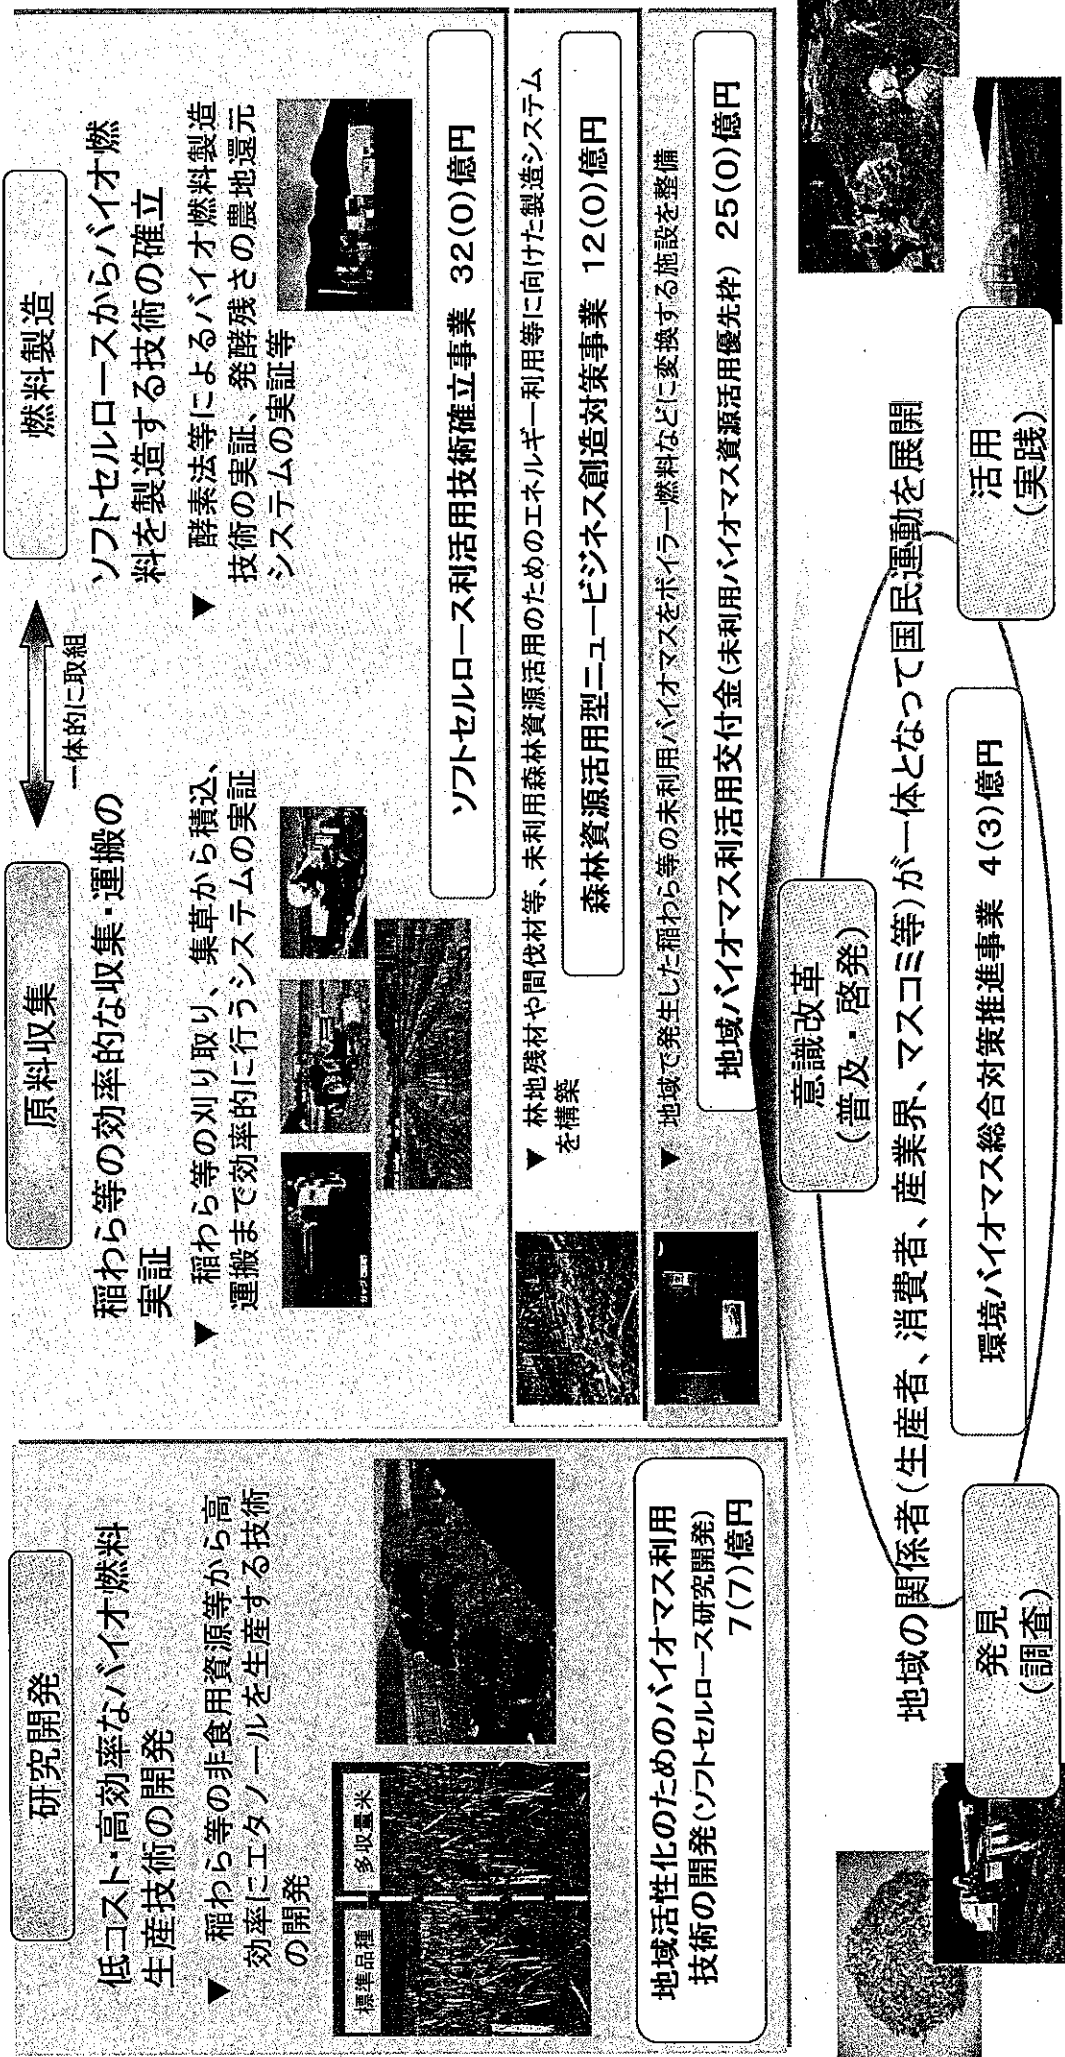 研究開発
低コスト・高効率なバイオ燃料
生産技術の開発
▼ 稲わら等の非食用資源等から高
効率にエタノールを生産する技術
の開発
標準品種
多収量米
地域活性化のためのバイオマス利用
技術の開発(ソフトセルロース研究開発)
7(7)億円
原料収集
一体的に取組
燃料製造
稲わら等の効率的な収集・運搬の
実証
▼ 稲わら等の刈り取り、集草から積込、
運搬まで効率的に行うシステムの実証
ソフトセルロースからバイオ燃
料を製造する技術の確立
▼ 酵素法等によるバイオ燃料製造
技術の実証、発酵残さの農地還元
システムの実証等
ソフトセルロース利活用技術確立事業 32(0)億円
▼ 林地残材や間伐材等、未利用森林資源活用のためのエネルギー利用等に向けた製造システム
を構築
森林資源活用型ニュービジネス創造対策事業 12(0)億円
▼ 地域で発生した稲わら等の未利用バイオマスをボイラー燃料などに変換する施設を整備
地域バイオマス利活用交付金(未利用バイオマス資源活用優先枠) 25(0)億円
意識改革
(普及・啓発)
地域の関係者(生産者、消費者、産業界、マスコミ等)が一体となって国民運動を展開
環境バイオマス総合対策推進事業 4(3)億円
発見
(調査)
活用
(実践)